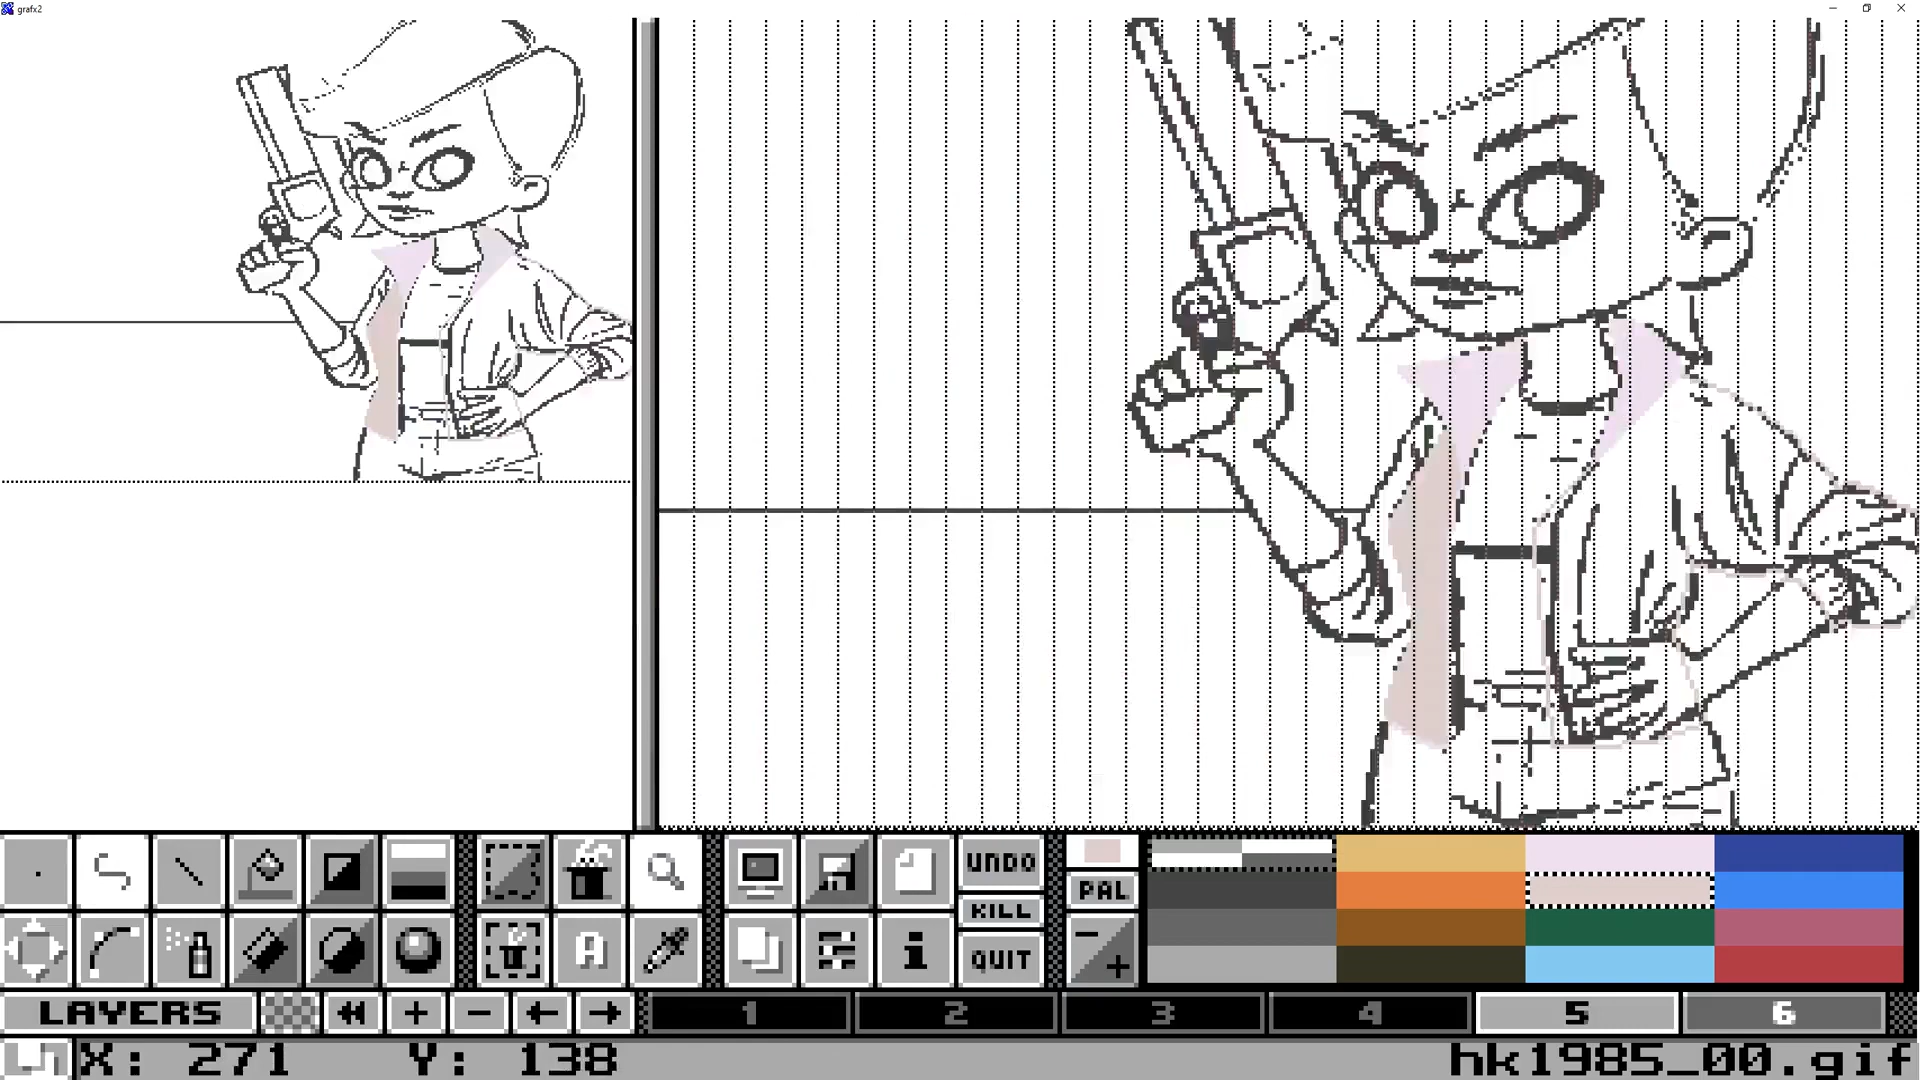 grafx2
UNDO
KILL
PAL
A
QUIT
LAYERS 1 2 3 4 5 6
X: 271 Y: 138 hk1985_00.gif